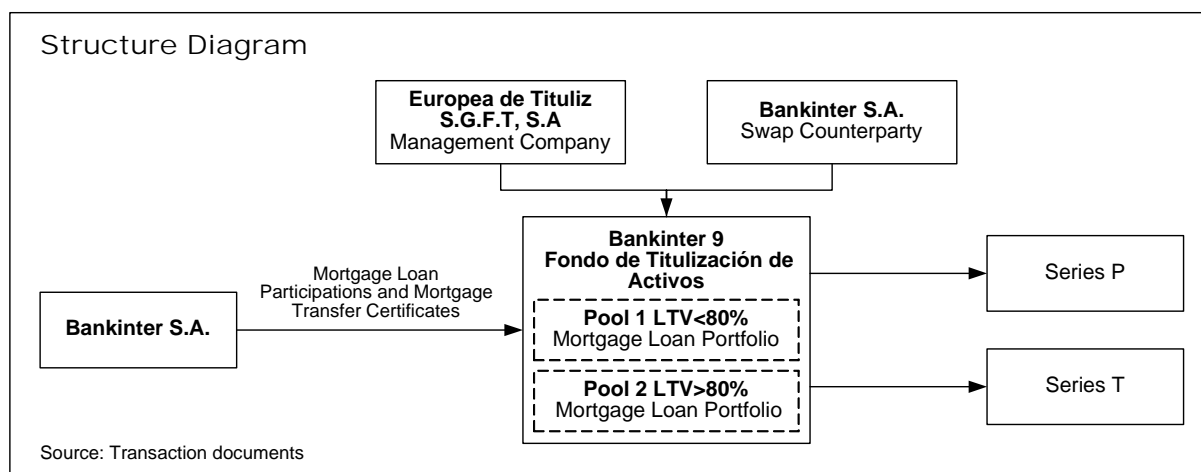 Structure Diagram
Europea de Tituliz
S.G.F.T, S.A
Management Company
Bankinter S.A.
Swap Counterparty
Bankinter S.A.
Mortgage Loan
Participations and Mortgage
Transfer Certificates
Bankinter 9
Fondo de Titulización de
Activos
Pool 1 LTV<80%
Mortgage Loan Portfolio
Pool 2 LTV>80%
Mortgage Loan Portfolio
Series P
Series T
Source: Transaction documents